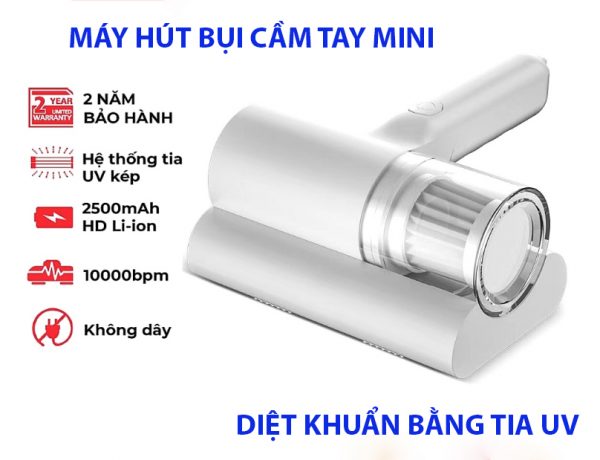 MÁY HÚT BỤI CẦM TAY MINI
2 YEAR
LIMITED
WARRANTY
2 NĂM
BẢO HÀNH
Hệ thống tia
UV kép
2500mAh
HD Li-ion
10000bpm
Không dây
DIỆT KHUẨN BẰNG TIA UV